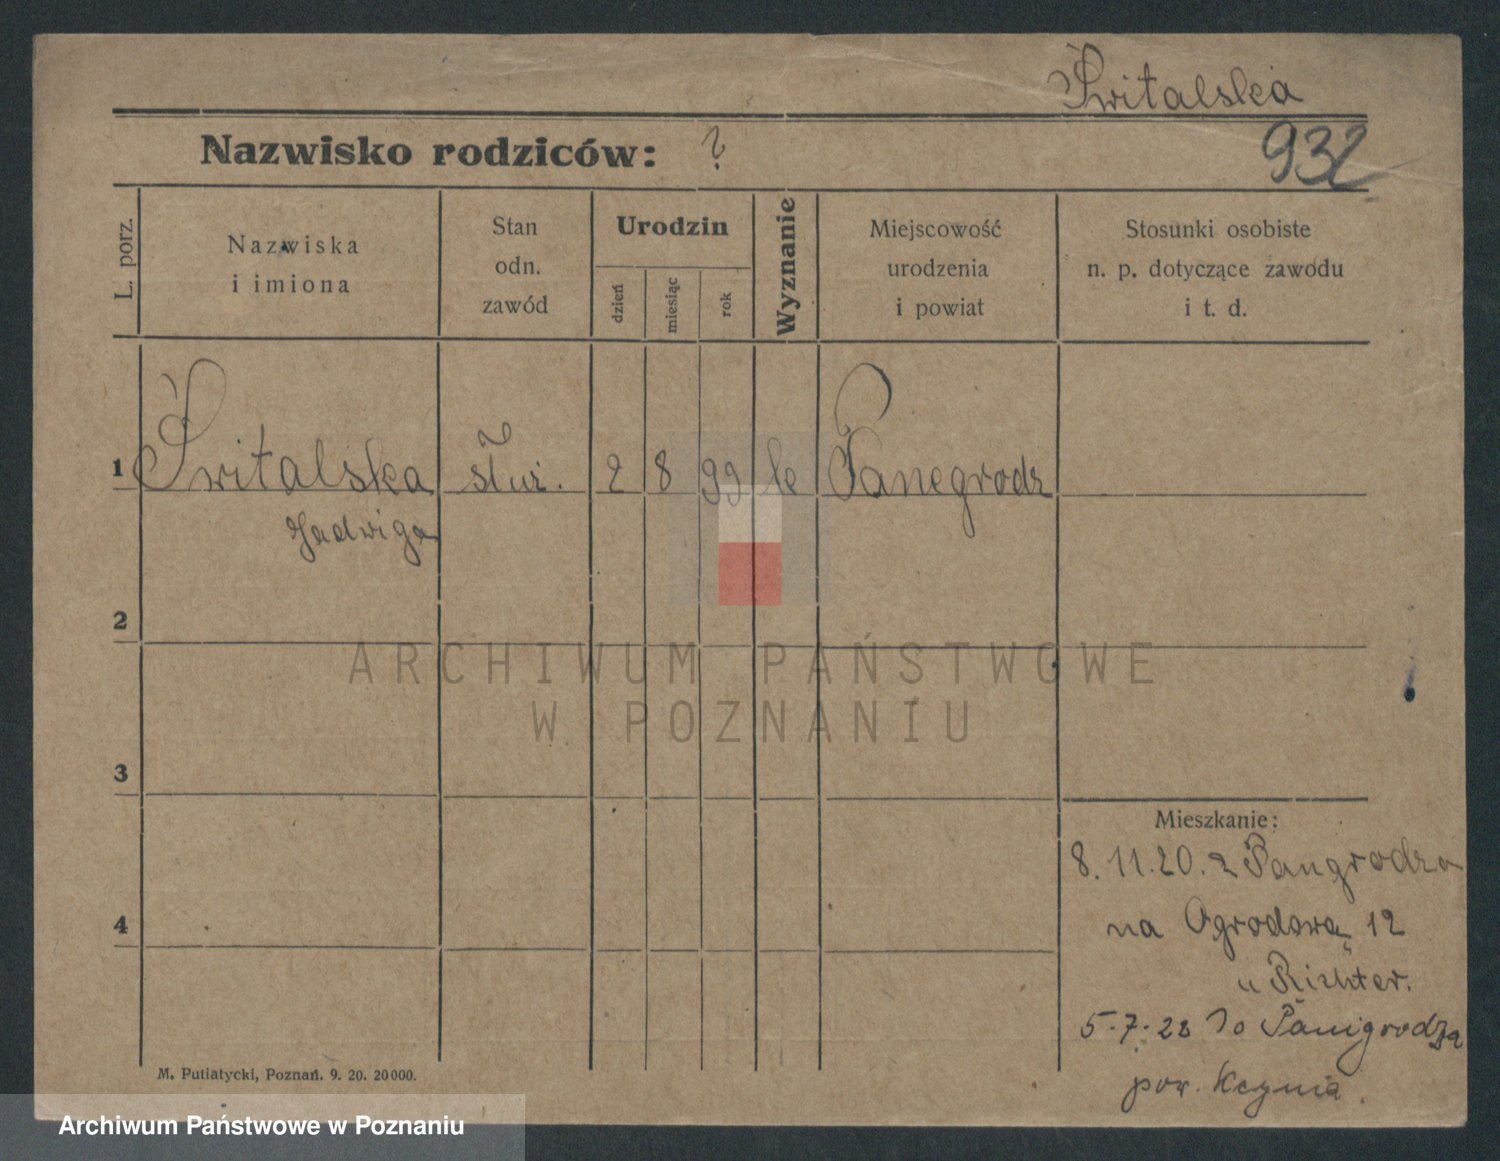 Świtalska
932
Nazwisko rodziców: ?
L. porz.
Nazwiska
i imiona
Stan
odn.
zawód
Urodzin
dzień
miesiąc
rok
Wyznanie
Miejscowość
urodzenia
i powiat
Stosunki osobiste
n. p. dotyczące zawodu
i t. d.
1 Świtalska służ. 2 8 99 k Panegrodz
Jadwiga
2
ARCHIWUM PAŃSTWOWE
W POZNANIU
3
4
Mieszkanie:
8.11.20. z Pangrodza
na Ogrodową 12
u Richter.
5.7.23 do Panigrodza
pow. Kcynia.
M. Putiatycki, Poznań. 9. 20. 20000.
Archiwum Państwowe w Poznaniu